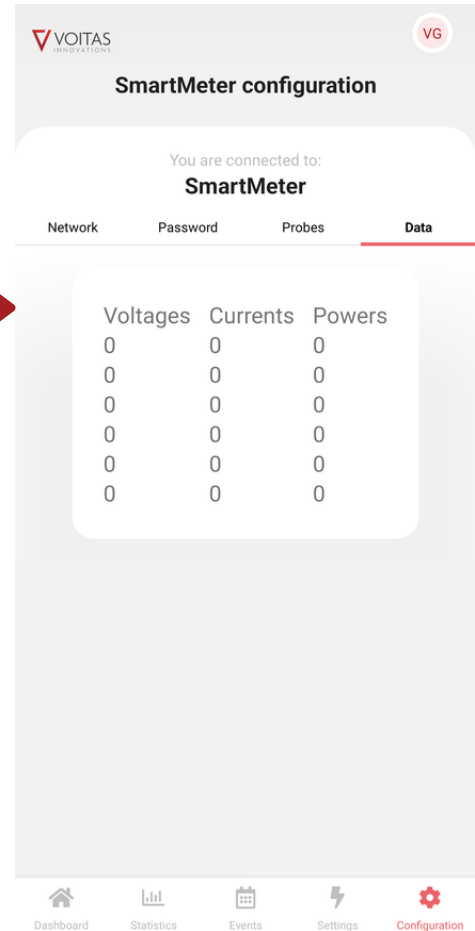 VOITAS
INNOVATIONS
VG
SmartMeter configuration
You are connected to:
SmartMeter
Network Password Probes Data
Voltages Currents Powers
0 0 0
0 0 0
0 0 0
0 0 0
0 0 0
0 0 0
Dashboard Statistics Events Settings Configuration